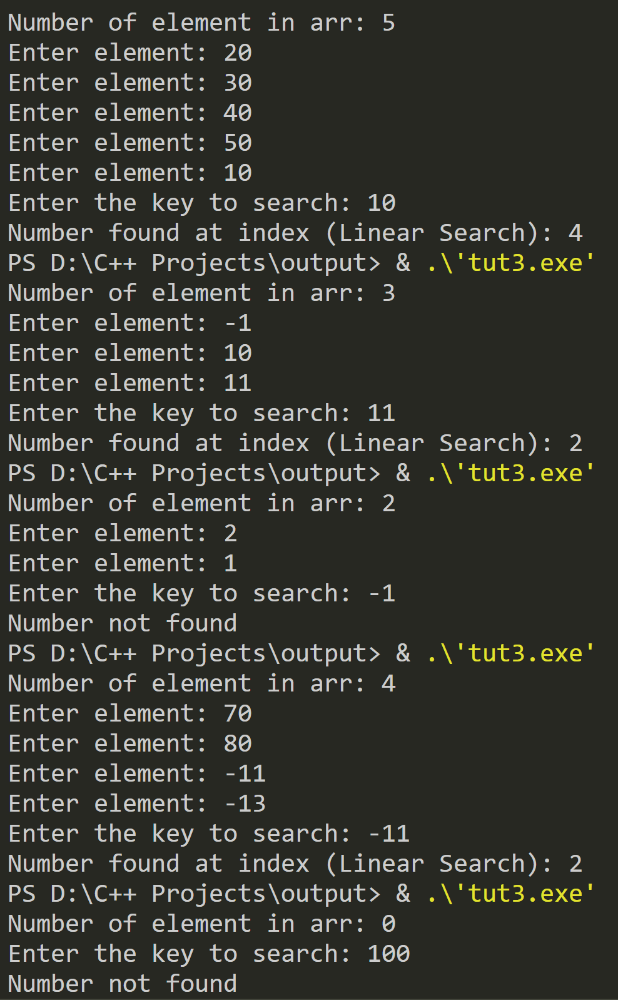 Number of element in arr: 5
Enter element: 20
Enter element: 30
Enter element: 40
Enter element: 50
Enter element: 10
Enter the key to search: 10
Number found at index (Linear Search): 4
PS D:\C++ Projects\output> & .\'tut3.exe'
Number of element in arr: 3
Enter element: -1
Enter element: 10
Enter element: 11
Enter the key to search: 11
Number found at index (Linear Search): 2
PS D:\C++ Projects\output> & .\'tut3.exe'
Number of element in arr: 2
Enter element: 2
Enter element: 1
Enter the key to search: -1
Number not found
PS D:\C++ Projects\output> & .\'tut3.exe'
Number of element in arr: 4
Enter element: 70
Enter element: 80
Enter element: -11
Enter element: -13
Enter the key to search: -11
Number found at index (Linear Search): 2
PS D:\C++ Projects\output> & .\'tut3.exe'
Number of element in arr: 0
Enter the key to search: 100
Number not found